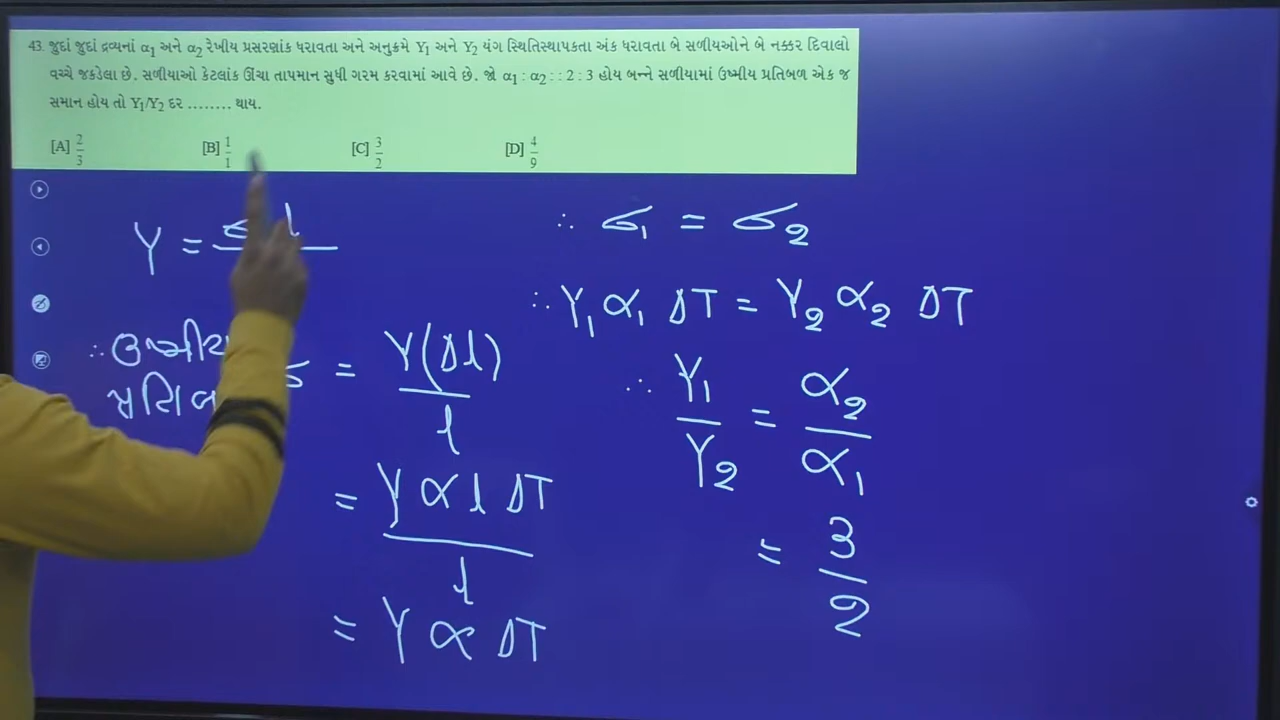 43. જુદાં જુદાં દ્રવ્યનાં α₁ અને α₂ રેખીય પ્રસરણાંક ધરાવતા અને અનુક્રમે Y₁ અને Y₂ યંગ સ્થિતિસ્થાપકતા અંક ધરાવતા બે સળીયઓને બે નક્કર દિવાલો
વચ્ચે જકડેલા છે. સળીયાઓ કેટલાંક ઊંચા તાપમાન સુધી ગરમ કરવામાં આવે છે. જો α₁ : α₂ : : 2 : 3 હોય બન્ને સળીયામાં ઉષ્મીય પ્રતિબળ એક જ
સમાન હોય તો Y₁/Y₂ દર ........ થાય.
[A] 2/3 [B] 1/1 [C] 3/2 [D] 4/9
Y = σ l
∴ ઉષ્મીય
પ્રતિબ
= Y(Δl) / l
= Y α l ΔT / l
= Y α ΔT
∴ σ₁ = σ₂
∴ Y₁ α₁ ΔT = Y₂ α₂ ΔT
∴ Y₁ / Y₂ = α₂ / α₁
= 3 / 2